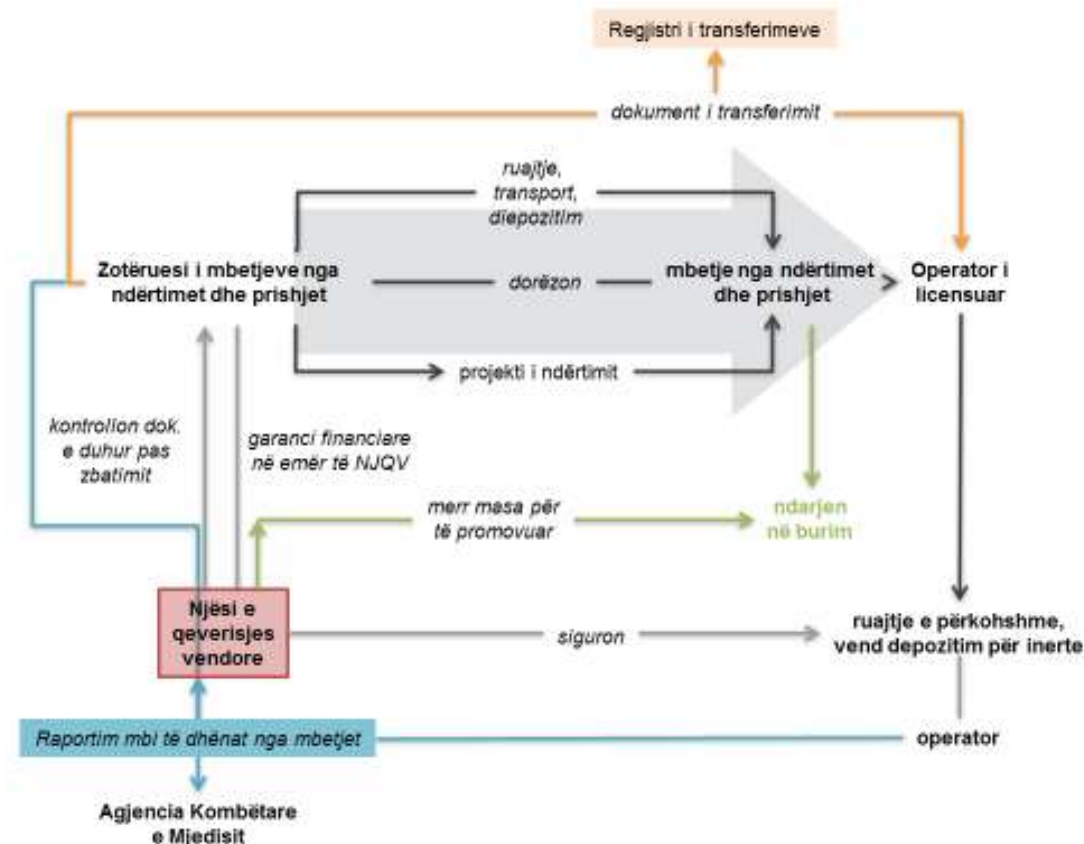 Regjistri i transferimeve
dokument i transferimit
ruajtje,
transport,
diepozitim
Zotëruesi i mbetjeve nga
ndërtimet dhe prishjet
dorëzon
mbetje nga ndërtimet
dhe prishjet
Operator i
licensuar
projekti i ndërtimit
kontrollon dok.
e duhur pas
zbatimit
garanci financiare
në emër të NJQV
merr masa për
të promovuar
ndarjen
në burim
Njësi e
qeverisjes
vendore
siguron
ruajtje e përkohshme,
vend depozitim për inerte
Raportim mbi të dhënat nga mbetjet
operator
Agjencia Kombëtare
e Mjedisit